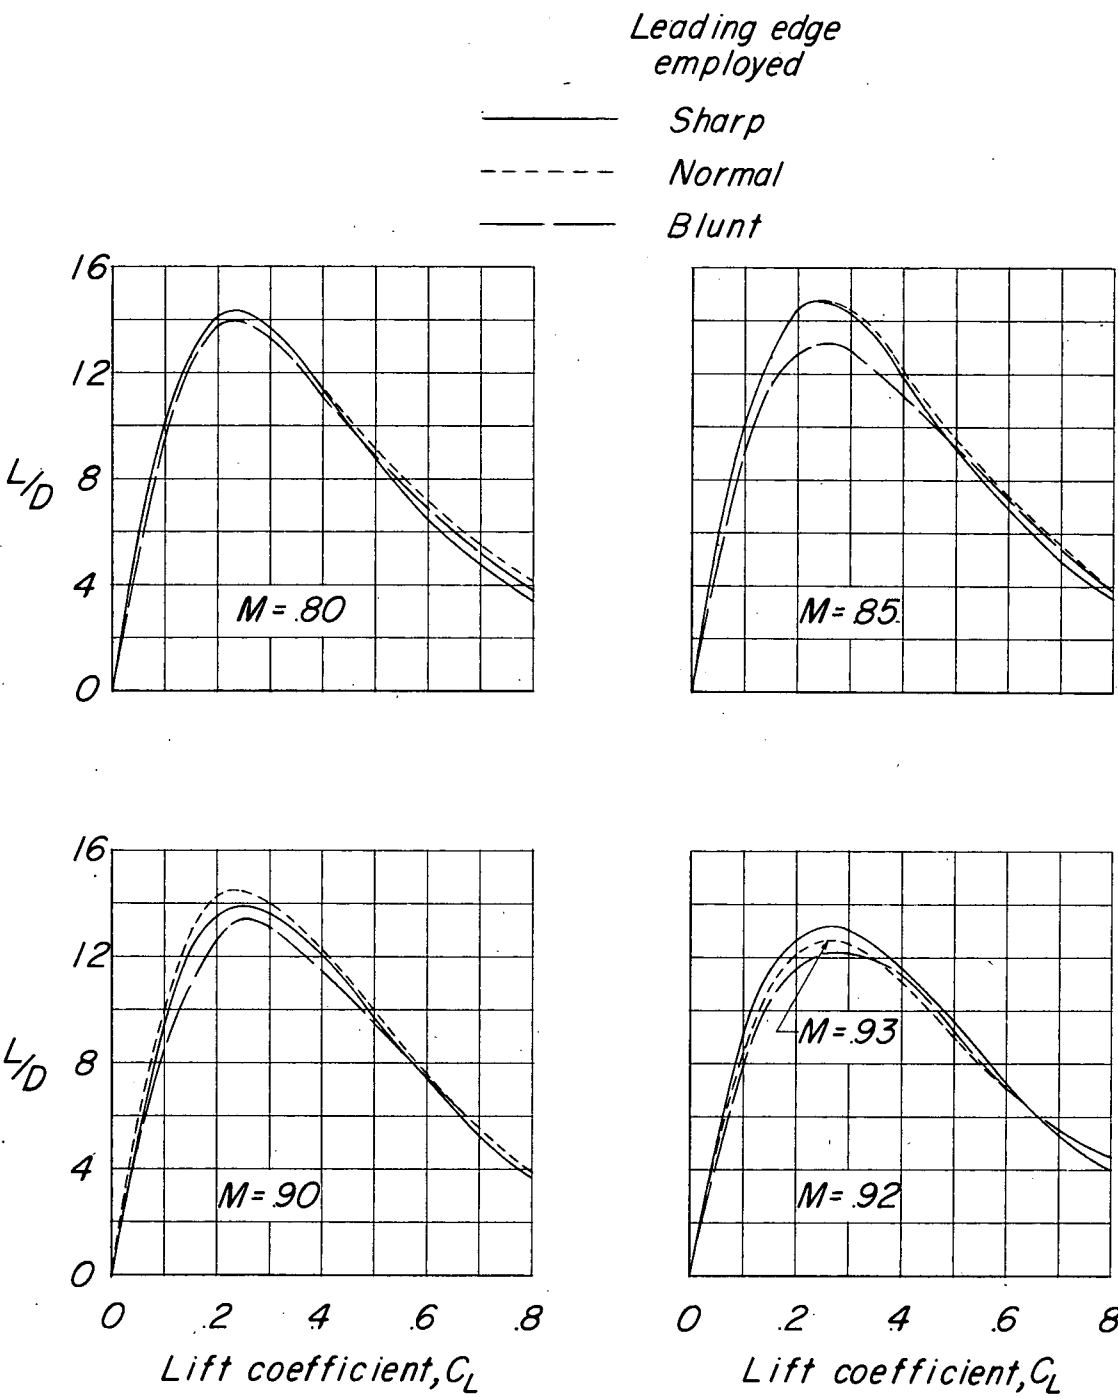 Leading edge
employed
Sharp
Normal
Blunt
16
12
L/D 8
4
0
M=.80
M=.85
16
12
L/D 8
4
0
M=.90
M=.93
M=.92
0 .2 .4 .6 .8
0 .2 .4 .6 .8
Lift coefficient, CL
Lift coefficient, CL